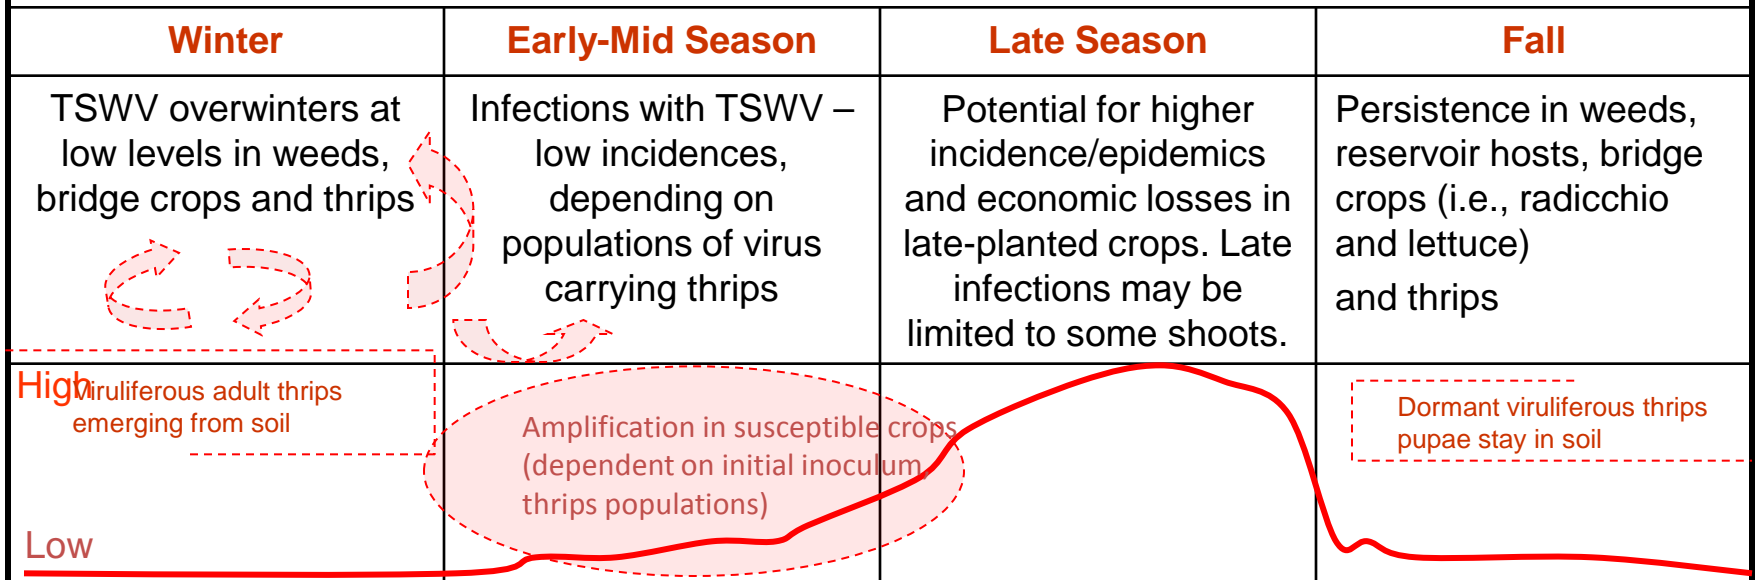 Winter
Early-Mid Season
Late Season
Fall
TSWV overwinters at
low levels in weeds,
bridge crops and thrips
Infections with TSWV –
low incidences,
depending on
populations of virus
carrying thrips
Potential for higher
incidence/epidemics
and economic losses in
late-planted crops. Late
infections may be
limited to some shoots.
Persistence in weeds,
reservoir hosts, bridge
crops (i.e., radicchio
and lettuce)
and thrips
High
Viruliferous adult thrips
emerging from soil
Amplification in susceptible crops
(dependent on initial inoculum,
thrips populations)
Dormant viruliferous thrips
pupae stay in soil
Low